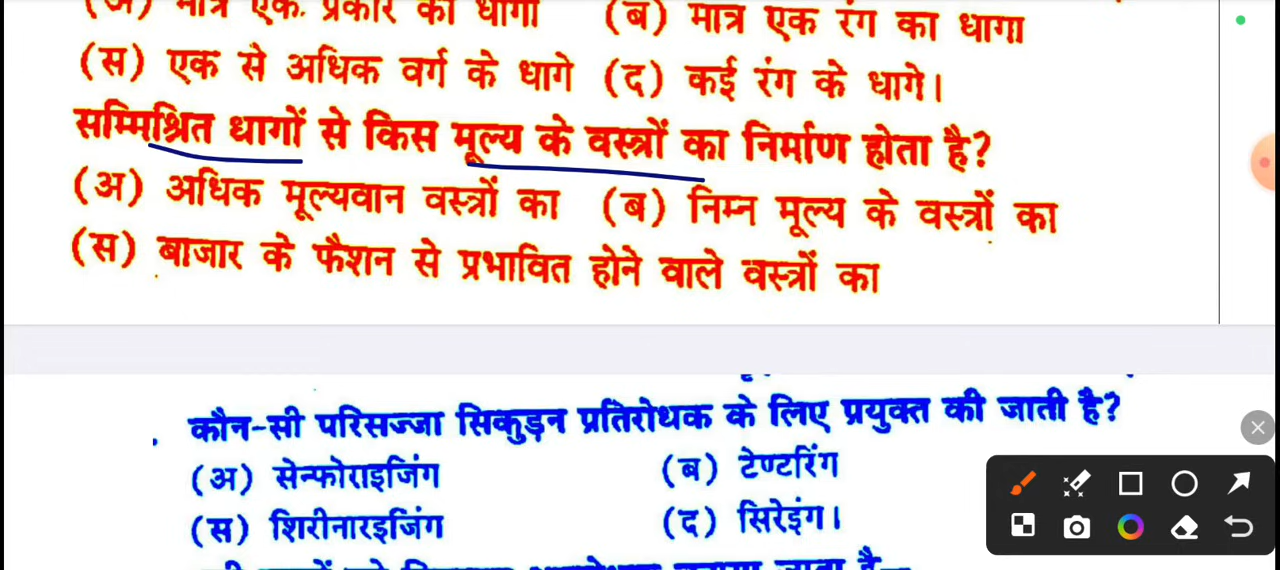 (अ) मात्र एक प्रकार का धागा (ब) मात्र एक रंग का धागा
(स) एक से अधिक वर्ग के धागे (द) कई रंग के धागे।
सम्मिश्रित धागों से किस मूल्य के वस्त्रों का निर्माण होता है?
(अ) अधिक मूल्यवान वस्त्रों का (ब) निम्न मूल्य के वस्त्रों का
(स) बाजार के फैशन से प्रभावित होने वाले वस्त्रों का
कौन-सी परिसज्जा सिकुड़न प्रतिरोधक के लिए प्रयुक्त की जाती है?
(अ) सेन्फोराइजिंग (ब) टेण्टरिंग
(स) शिरीनारइजिंग (द) सिरेइंग।